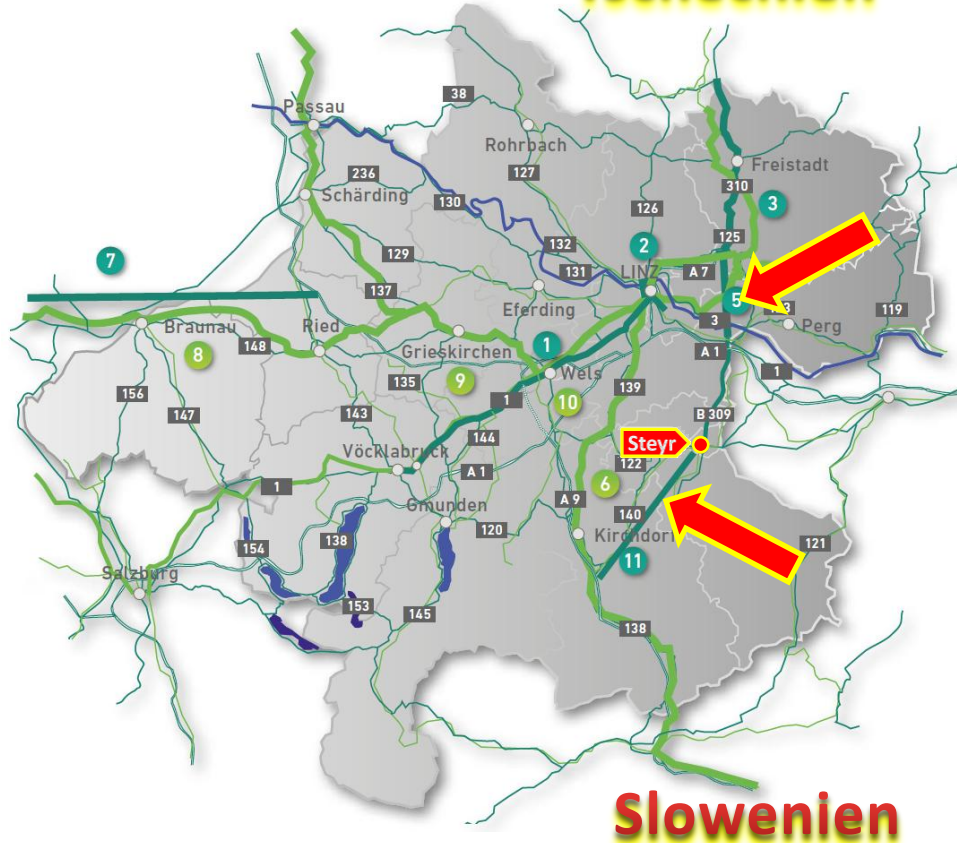 Tschechien
38
Passau
Rohrbach
Freistadt
127
236
310
Schärding
130
3
126
125
132
2
129
7
131
LINZ
A 7
137
5
Eferding
3
119
Braunau
Ried
Perg
148
8
Grieskirchen
1
A 1
Wels
1
135
9
139
156
10
1
147
143
B 309
144
Steyr
Vöcklabruck
122
A 1
6
1
A 9
Gmunden
140
120
Kirchdorf
138
121
154
11
Salzburg
153
145
138
Slowenien